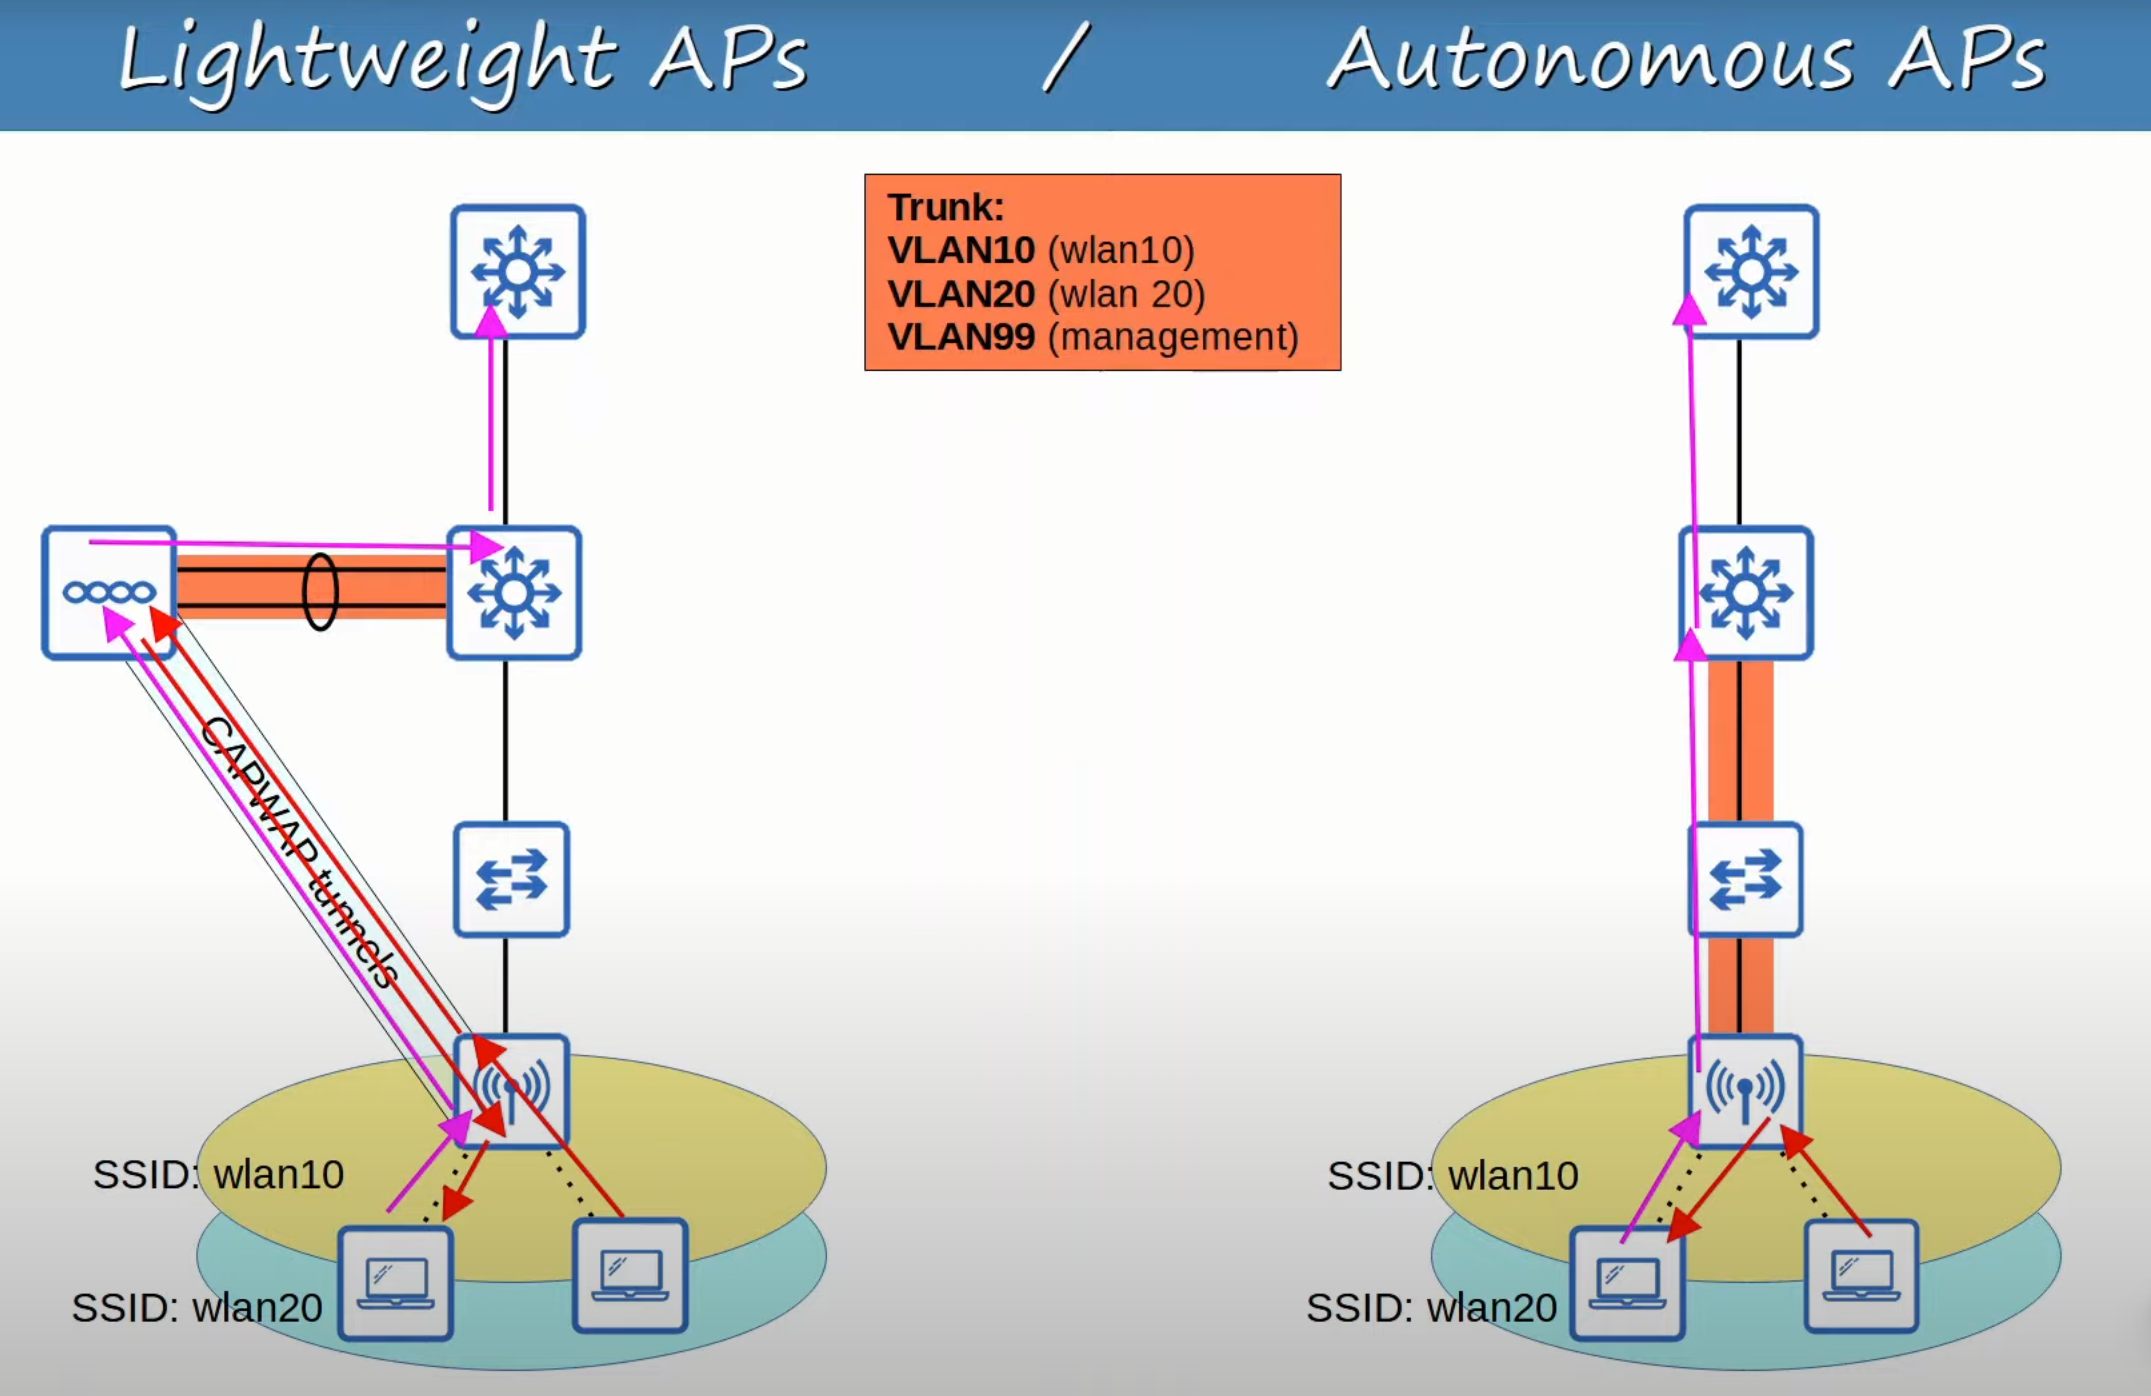 Lightweight APs / Autonomous APs
Trunk:
VLAN10 (wlan10)
VLAN20 (wlan 20)
VLAN99 (management)
CAPWAP tunnels
SSID: wlan10
SSID: wlan20
SSID: wlan10
SSID: wlan20